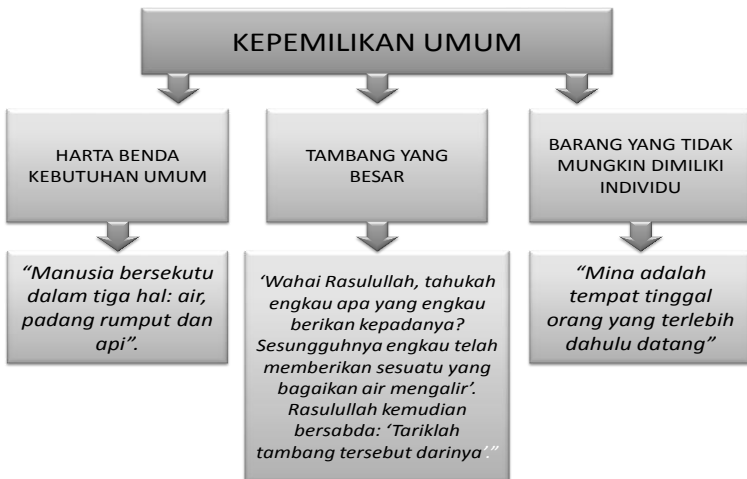 KEPEMILIKAN UMUM
HARTA BENDA
KEBUTUHAN UMUM
TAMBANG YANG
BESAR
BARANG YANG TIDAK
MUNGKIN DIMILIKI
INDIVIDU
“Manusia bersekutu
dalam tiga hal: air,
padang rumput dan
api”.
‘Wahai Rasulullah, tahukah
engkau apa yang engkau
berikan kepadanya?
Sesungguhnya engkau telah
memberikan sesuatu yang
bagaikan air mengalir’.
Rasulullah kemudian
bersabda: ‘Tariklah
tambang tersebut darinya’.”
“Mina adalah
tempat tinggal
orang yang terlebih
dahulu datang”